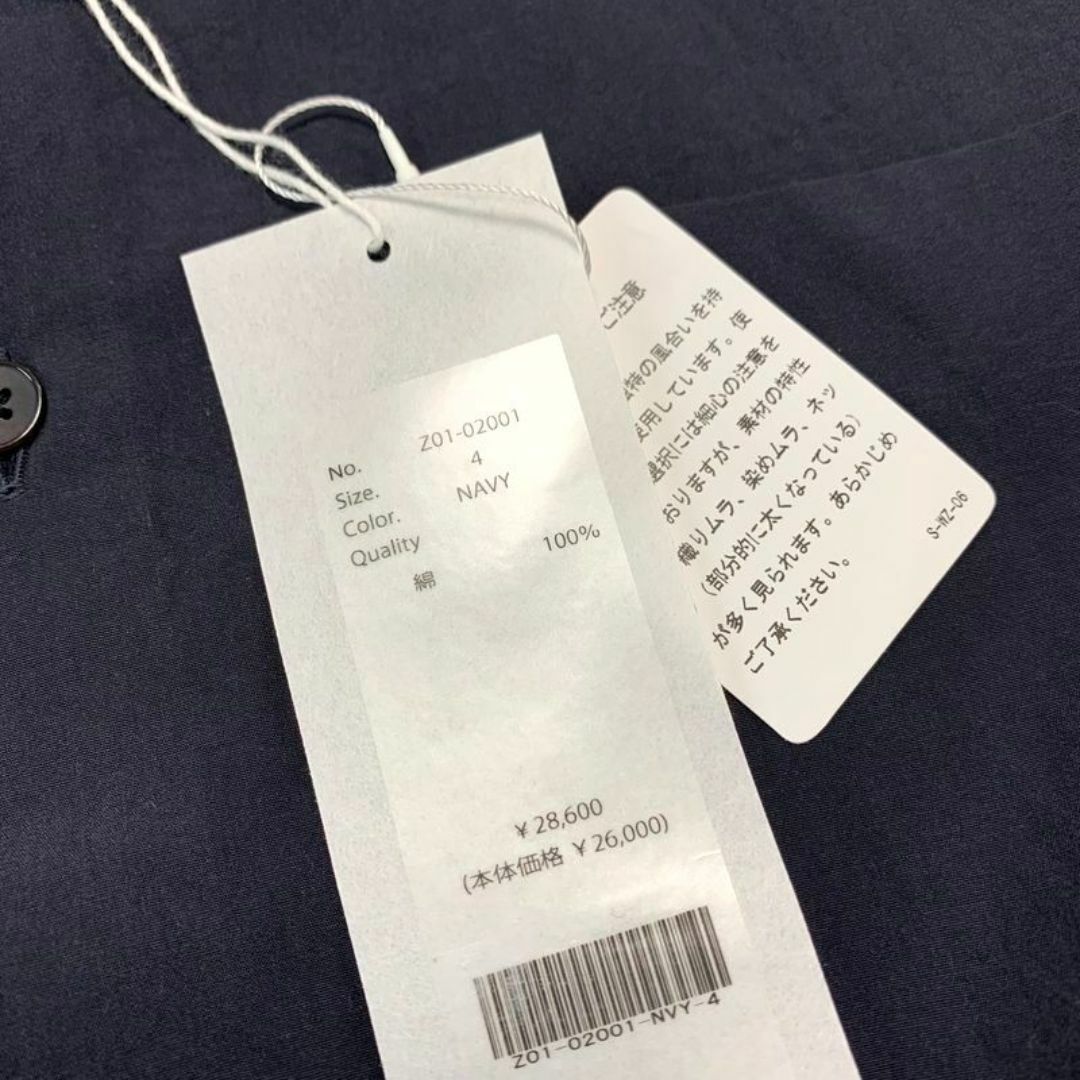 No. Z01-02001
Size. 4
Color. NAVY
Quality
綿 100%
¥28,600
(本体価格 ¥26,000)
Z01-02001-NVY-4
ご注意
特の風合いを持
使用しています。使
選択には細心の注意を
おりますが、素材の特性
織りムラ、染めムラ、ネッ
(部分的に太くなっている)
が多く見られます。あらかじめ
ご了承ください。
S-WZ-06